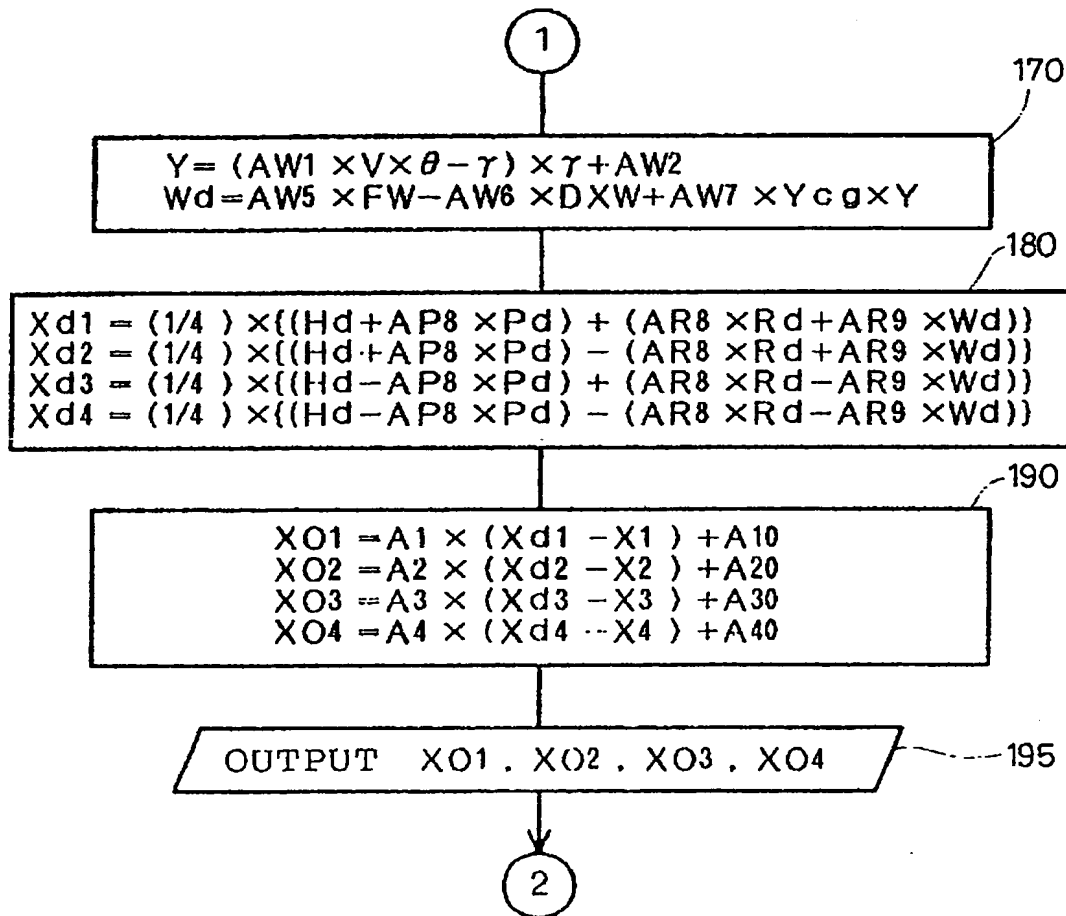 1
170
Y= (AW1 ×V×θ−γ) ×γ+AW2
Wd=AW5 ×FW−AW6 ×DXW+AW7 ×Ycg×Y
180
Xd1 = (1/4 ) ×{(Hd+AP8 ×Pd) + (AR8 ×Rd+AR9 ×Wd)}
Xd2 = (1/4 ) ×{(Hd+AP8 ×Pd) − (AR8 ×Rd+AR9 ×Wd)}
Xd3 = (1/4 ) ×{(Hd−AP8 ×Pd) + (AR8 ×Rd−AR9 ×Wd)}
Xd4 = (1/4 ) ×{(Hd−AP8 ×Pd) − (AR8 ×Rd−AR9 ×Wd)}
190
XO1 =A1 × (Xd1 −X1 ) +A10
XO2 =A2 × (Xd2 −X2 ) +A20
XO3 =A3 × (Xd3 −X3 ) +A30
XO4 =A4 × (Xd4 −X4 ) +A40
OUTPUT XO1 . XO2 . XO3 . XO4
195
2